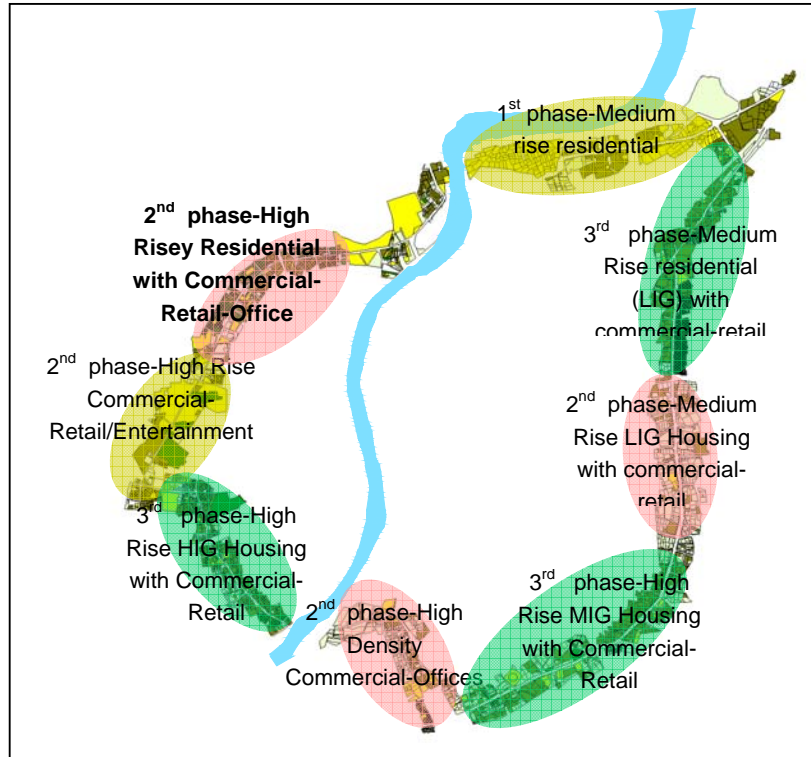 1st phase-Medium
rise residential
2nd phase-High
Risey Residential
with Commercial-
Retail-Office
3rd phase-Medium
Rise residential
(LIG) with
commercial-retail
2nd phase-High Rise
Commercial-
Retail/Entertainment
2nd phase-Medium
Rise LIG Housing
with commercial-
retail
3rd phase-High
Rise HIG Housing
with Commercial-
Retail
3rd phase-High
Rise MIG Housing
with Commercial-
Retail
2nd phase-High
Density
Commercial-Offices